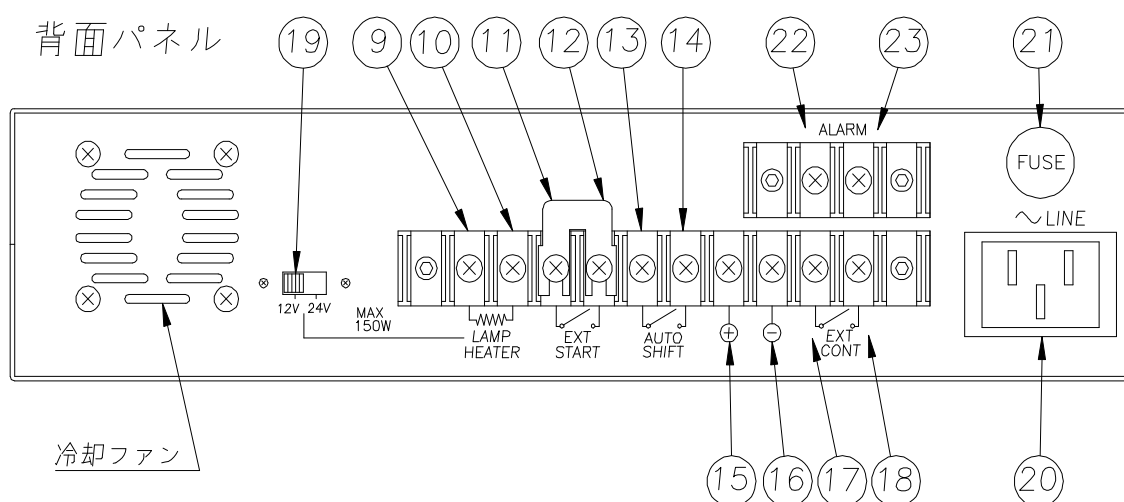 背面パネル
19 9 10 11 12 13 14 22 23 21
ALARM
FUSE
~LINE
12V 24V
MAX
150W
LAMP
HEATER
EXT
START
AUTO
SHIFT
+
−
EXT
CONT
冷却ファン
15 16 17 18 20